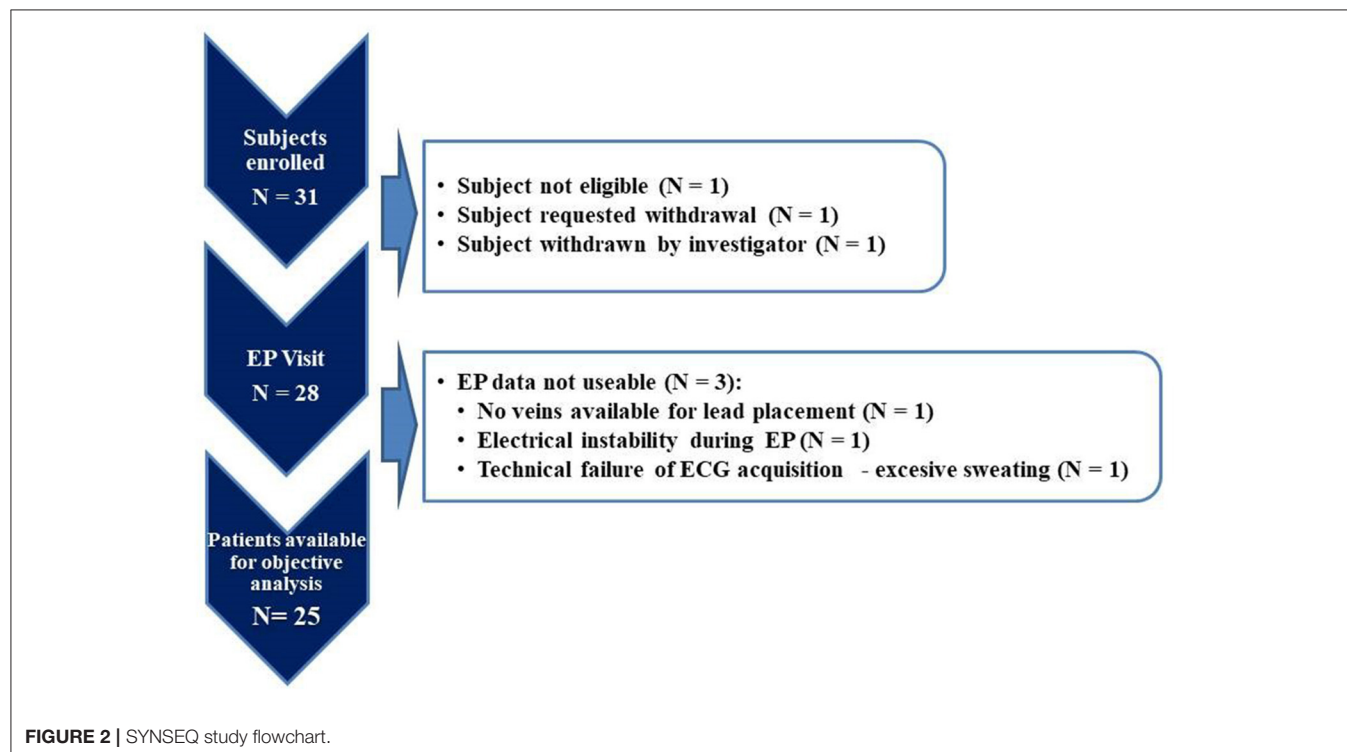 Subjects
enrolled
N = 31
• Subject not eligible (N = 1)
• Subject requested withdrawal (N = 1)
• Subject withdrawn by investigator (N = 1)
EP Visit
N = 28
• EP data not useable (N = 3):
• No veins available for lead placement (N = 1)
• Electrical instability during EP (N = 1)
• Technical failure of ECG acquisition - excesive sweating (N = 1)
Patients available
for objective
analysis
N= 25
FIGURE 2 | SYNSEQ study flowchart.